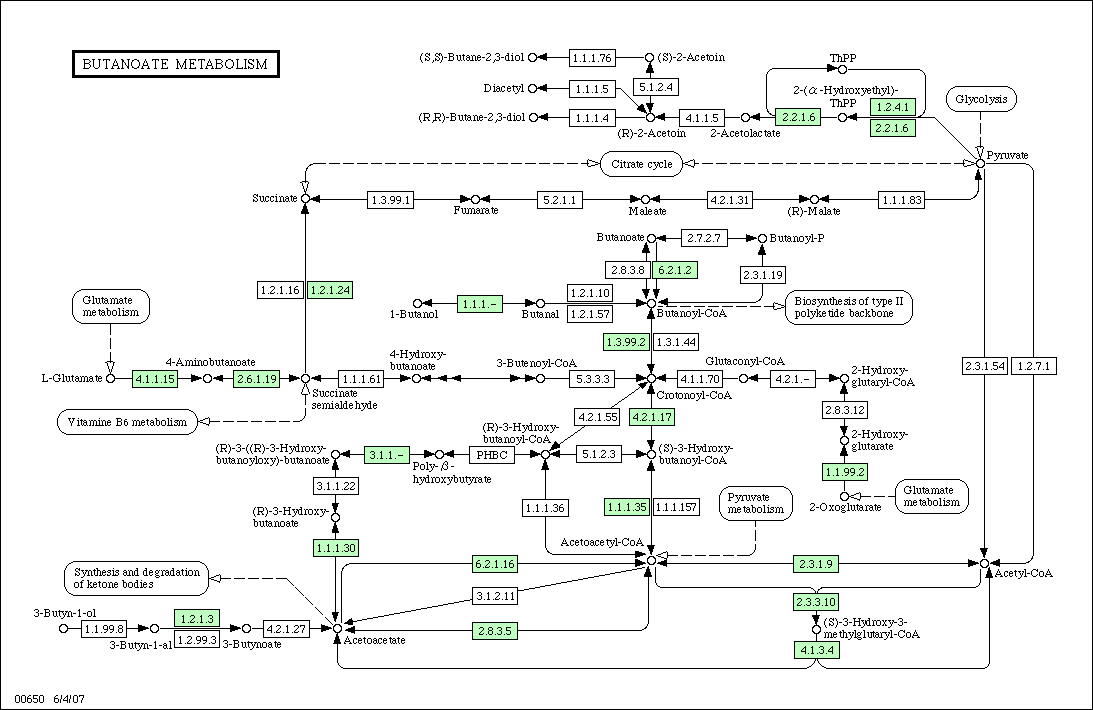 BUTANOATE METABOLISM
(S,S)-Butane-2,3-diol
1.1.1.76
(S)-2-Acetoin
ThPP
Diacetyl
1.1.1.5
5.1.2.4
2-(α-Hydroxyethyl)-
ThPP
1.2.4.1
Glycolysis
(R,R)-Butane-2,3-diol
1.1.1.4
(R)-2-Acetoin
4.1.1.5
2-Acetolactate
2.2.1.6
2.2.1.6
Citrate cycle
Pyruvate
Succinate
1.3.99.1
Fumarate
5.2.1.1
Maleate
4.2.1.31
(R)-Malate
1.1.1.83
Butanoate
2.7.2.7
Butanoyl-P
2.8.3.8
6.2.1.2
2.3.1.19
1.2.1.16
1.2.1.24
Glutamate
metabolism
1-Butanol
1.1.1.-
Butanal
1.2.1.10
1.2.1.57
Butanoyl-CoA
Biosynthesis of type II
polyketide backbone
1.3.99.2
1.3.1.44
L-Glutamate
4.1.1.15
4-Aminobutanoate
2.6.1.19
Succinate
semialdehyde
1.1.1.61
4-Hydroxy-
butanoate
3-Butenoyl-CoA
5.3.3.3
Crotonoyl-CoA
4.1.1.70
Glutaconyl-CoA
4.2.1.-
2-Hydroxy-
glutaryl-CoA
2.3.1.54
1.2.7.1
Vitamine B6 metabolism
4.2.1.55
4.2.1.17
2.8.3.12
(R)-3-((R)-3-Hydroxy-
butanoyloxy)-butanoate
3.1.1.-
Poly-β-
hydroxybutyrate
PHBC
(R)-3-Hydroxy-
butanoyl-CoA
5.1.2.3
(S)-3-Hydroxy-
butanoyl-CoA
2-Hydroxy-
glutarate
1.1.99.2
3.1.1.22
(R)-3-Hydroxy-
butanoate
1.1.1.36
1.1.1.35
1.1.1.157
Pyruvate
metabolism
2-Oxoglutarate
Glutamate
metabolism
1.1.1.30
Acetoacetyl-CoA
Synthesis and degradation
of ketone bodies
6.2.1.16
2.3.1.9
Acetyl-CoA
3.1.2.11
2.3.3.10
3-Butyn-1-ol
1.1.99.8
3-Butyn-1-al
1.2.1.3
1.2.99.3
3-Butynoate
4.2.1.27
Acetoacetate
2.8.3.5
(S)-3-Hydroxy-3-
methylglutaryl-CoA
4.1.3.4
00650 6/4/07